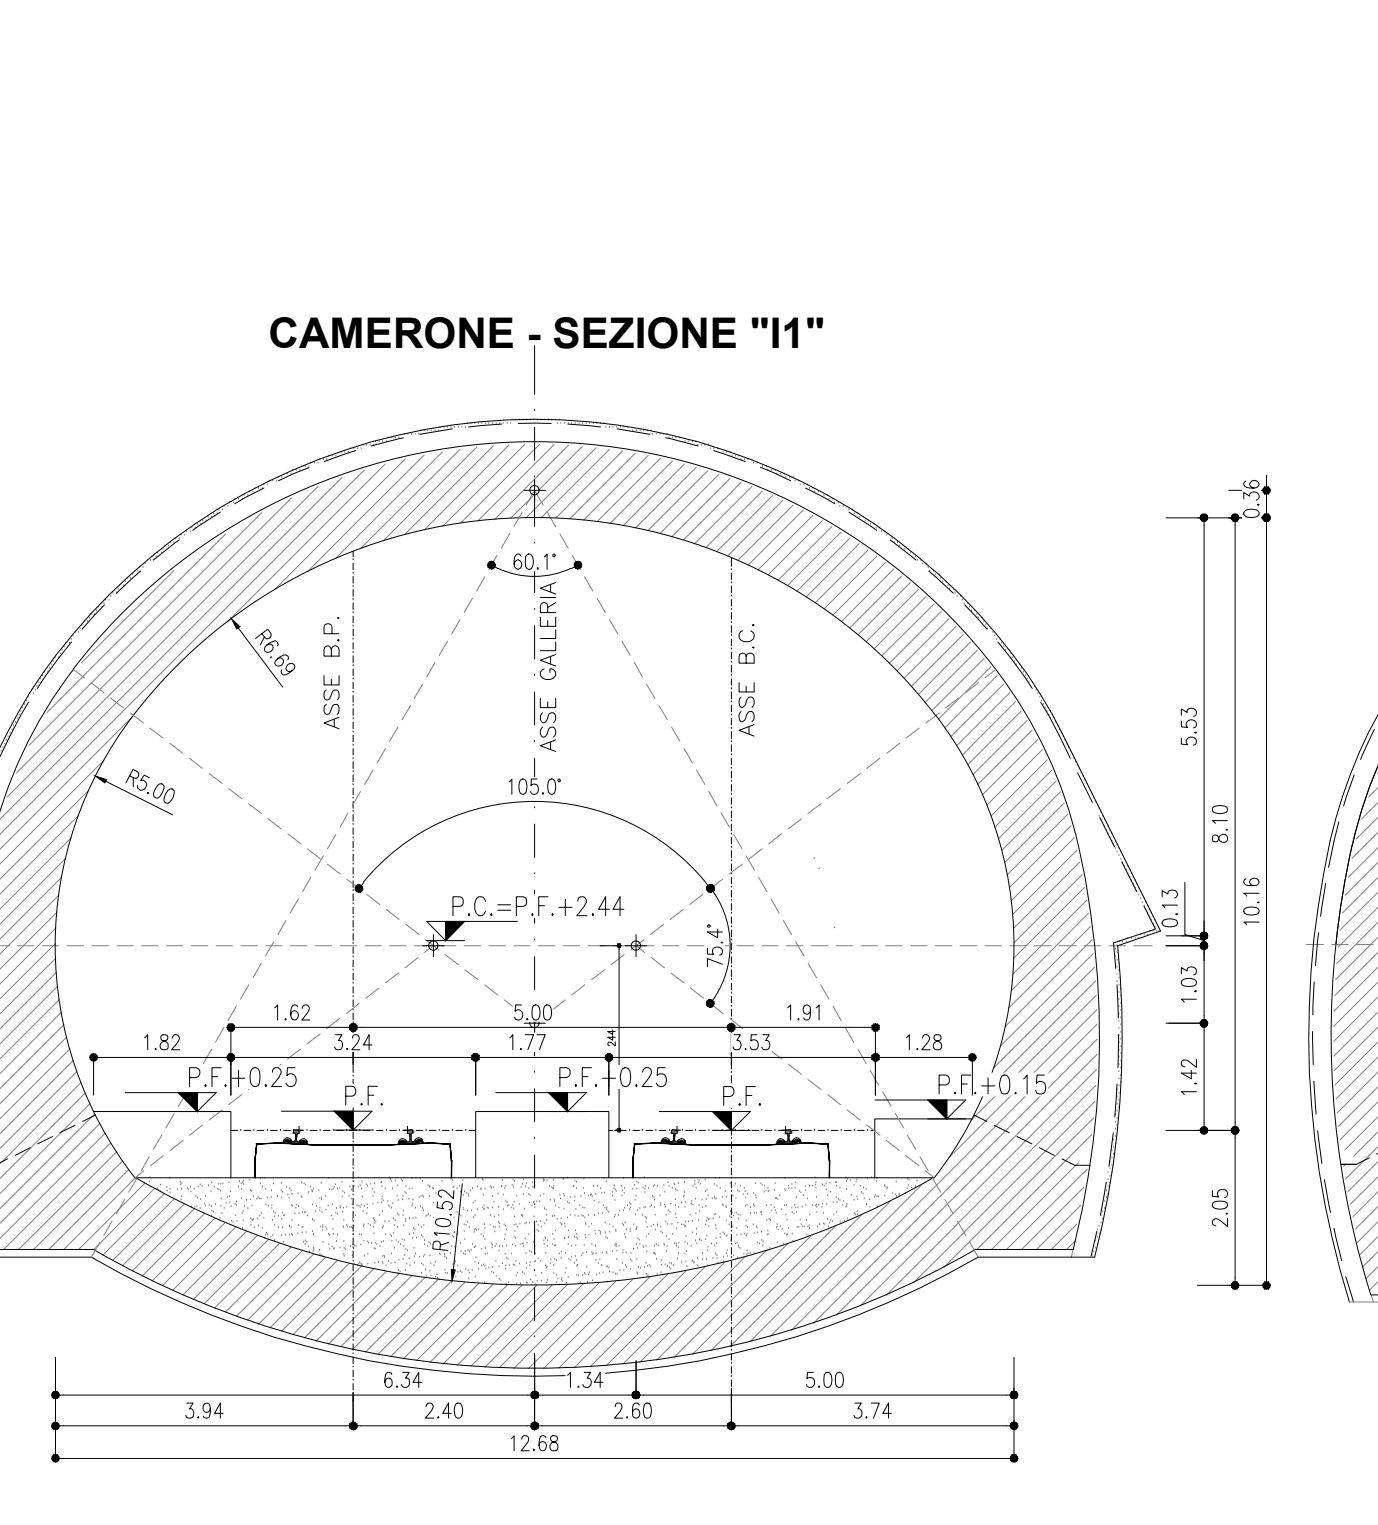 CAMERONE - SEZIONE "I1"
0.36
60.1°
ASSE B.P.
ASSE GALLERIA
ASSE B.C.
R6.69
R5.00
105.0°
5.53
8.10
10.16
P.C.=P.F.+2.44
75.4°
0.13
1.03
1.62
5.00
1.91
1.82
3.24
1.77
244
3.53
1.28
P.F.+0.25
P.F.
P.F.+0.25
P.F.
P.F.+0.15
1.42
R10.52
2.05
6.34
1.34
5.00
3.94
2.40
2.60
3.74
12.68